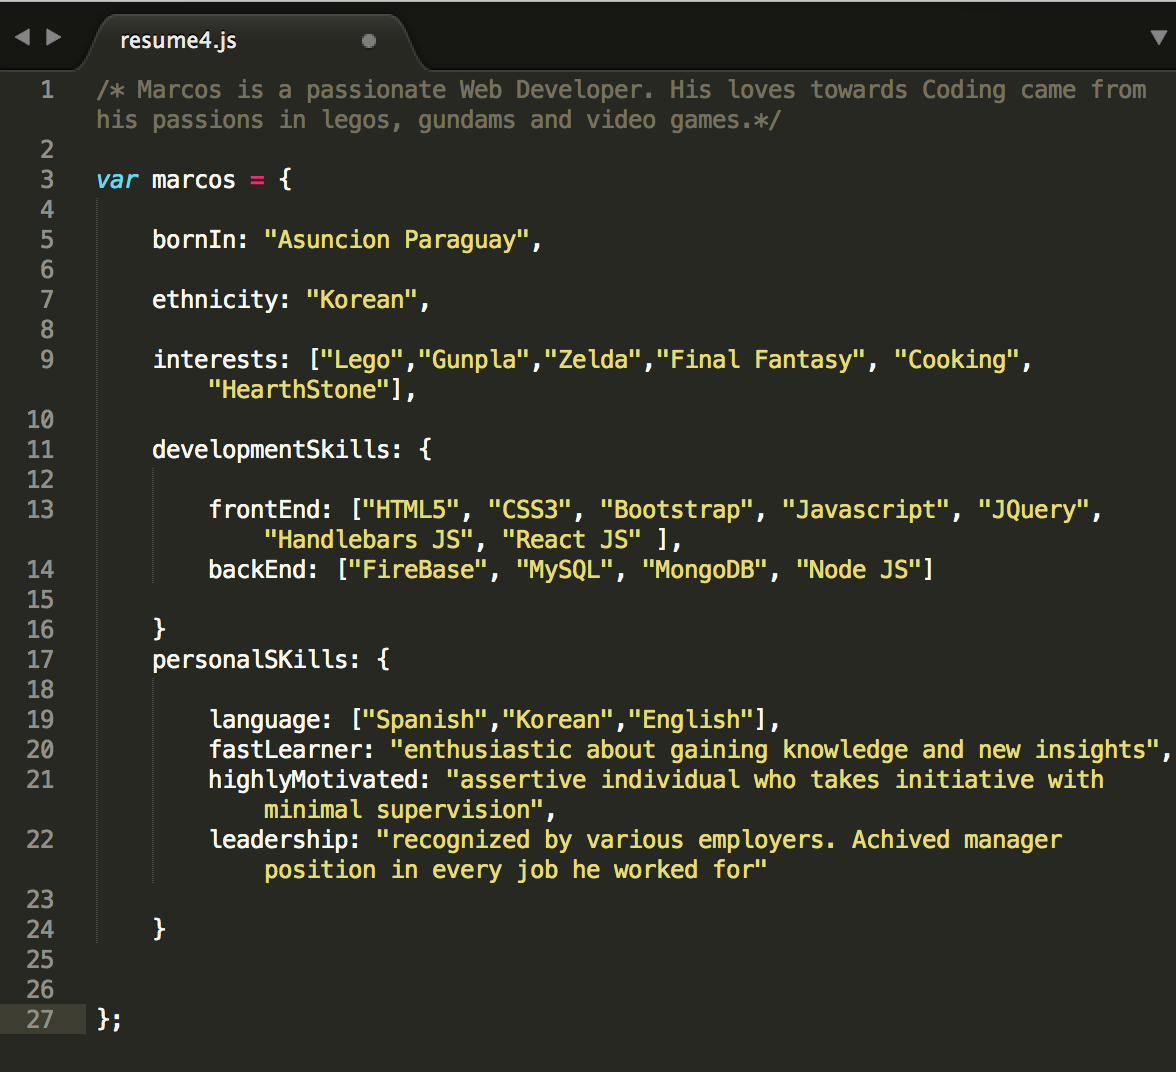 resume4.js
1 /* Marcos is a passionate Web Developer. His loves towards Coding came from
his passions in legos, gundams and video games.*/
2
3 var marcos = {
4
5 bornIn: "Asuncion Paraguay",
6
7 ethnicity: "Korean",
8
9 interests: ["Lego","Gunpla","Zelda","Final Fantasy", "Cooking",
"HearthStone"],
10
11 developmentSkills: {
12
13 frontEnd: ["HTML5", "CSS3", "Bootstrap", "Javascript", "JQuery",
"Handlebars JS", "React JS" ],
14 backEnd: ["FireBase", "MySQL", "MongoDB", "Node JS"]
15
16 }
17 personalSKills: {
18
19 language: ["Spanish","Korean","English"],
20 fastLearner: "enthusiastic about gaining knowledge and new insights",
21 highlyMotivated: "assertive individual who takes initiative with
minimal supervision",
22 leadership: "recognized by various employers. Achived manager
position in every job he worked for"
23
24 }
25
26
27 };